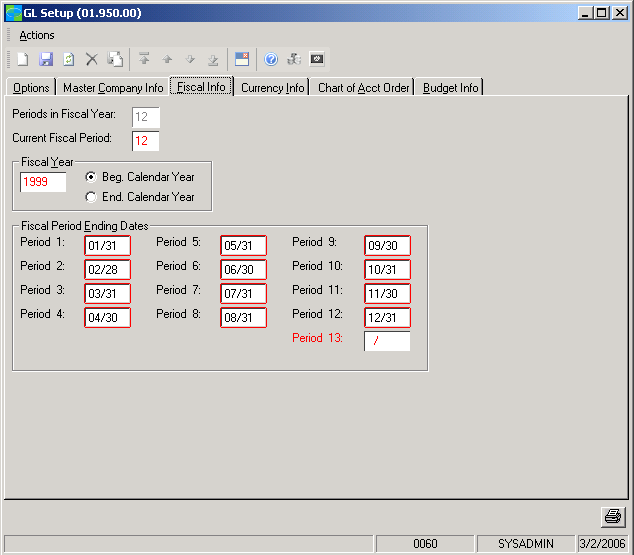 GL Setup (01.950.00)
Actions
Options Master Company Info Fiscal Info Currency Info Chart of Acct Order Budget Info
Periods in Fiscal Year: 12
Current Fiscal Period: 12
Fiscal Year
1999 Beg. Calendar Year
End. Calendar Year
Fiscal Period Ending Dates
Period 1: 01/31 Period 5: 05/31 Period 9: 09/30
Period 2: 02/28 Period 6: 06/30 Period 10: 10/31
Period 3: 03/31 Period 7: 07/31 Period 11: 11/30
Period 4: 04/30 Period 8: 08/31 Period 12: 12/31
Period 13: /
0060 SYSADMIN 3/2/2006